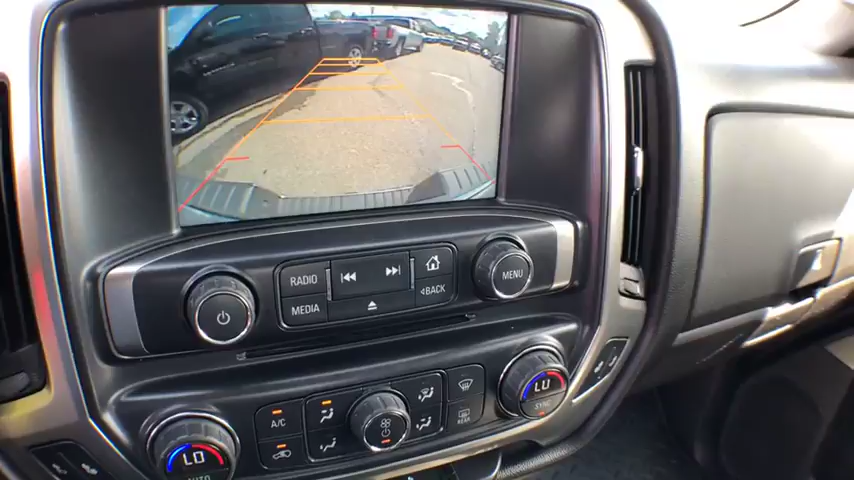 RADIO
MEDIA
BACK
MENU
A/C
REAR
LO
AUTO
LO
SYNC